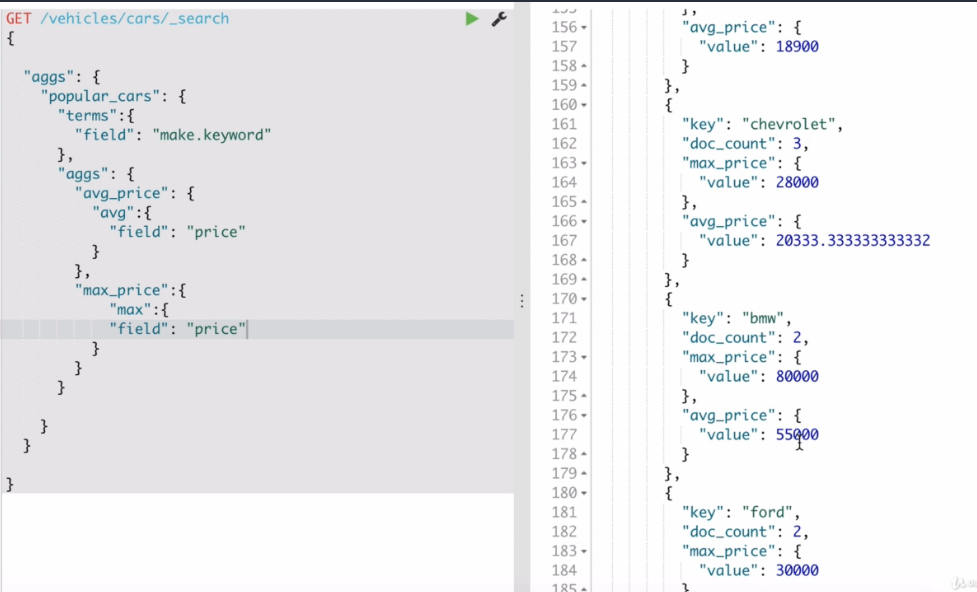 GET /vehicles/cars/_search
{
"aggs": {
"popular_cars": {
"terms":{
"field": "make.keyword"
},
"aggs": {
"avg_price": {
"avg":{
"field": "price"
}
},
"max_price":{
"max":{
"field": "price"
}
}
}
}
}
}
155 },
156 "avg_price": {
157 "value": 18900
158 }
159 },
160 {
161 "key": "chevrolet",
162 "doc_count": 3,
163 "max_price": {
164 "value": 28000
165 },
166 "avg_price": {
167 "value": 20333.333333333332
168 }
169 },
170 {
171 "key": "bmw",
172 "doc_count": 2,
173 "max_price": {
174 "value": 80000
175 },
176 "avg_price": {
177 "value": 55000
178 }
179 },
180 {
181 "key": "ford",
182 "doc_count": 2,
183 "max_price": {
184 "value": 30000
185 }